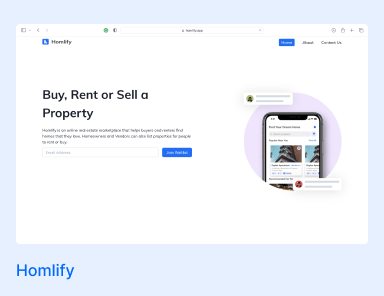 homlify.app
Homlify
Home
About
Contact Us
Buy, Rent or Sell a
Property
Homlify is an online real estate marketplace that helps buyers and realtors find
homes that they love. Homeowners and Vendors can also list properties for people
to rent or buy.
Email Address
Join Waitlist
Find Your Dream Home
Popular Near You
Recommended for You
Homlify